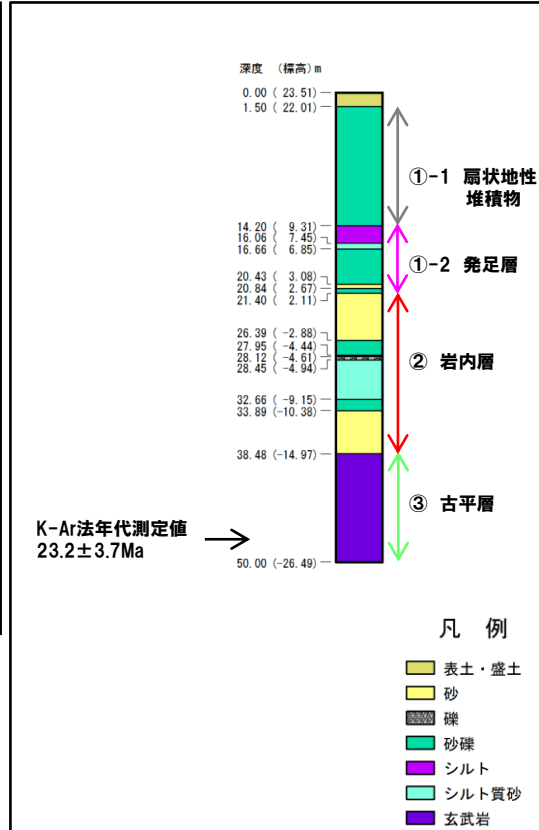 深度 (標高)m
0.00( 23.51)
1.50( 22.01)
14.20( 9.31)
16.06( 7.45)
16.66( 6.85)
20.43( 3.08)
20.84( 2.67)
21.40( 2.11)
26.39( -2.88)
27.95( -4.44)
28.12( -4.61)
28.45( -4.94)
32.66( -9.15)
33.89(-10.38)
38.48(-14.97)
50.00(-26.49)
①-1 扇状地性
堆積物
①-2 発足層
② 岩内層
③ 古平層
K-Ar法年代測定値
23.2±3.7Ma
凡 例
表土・盛土
砂
礫
砂礫
シルト
シルト質砂
玄武岩